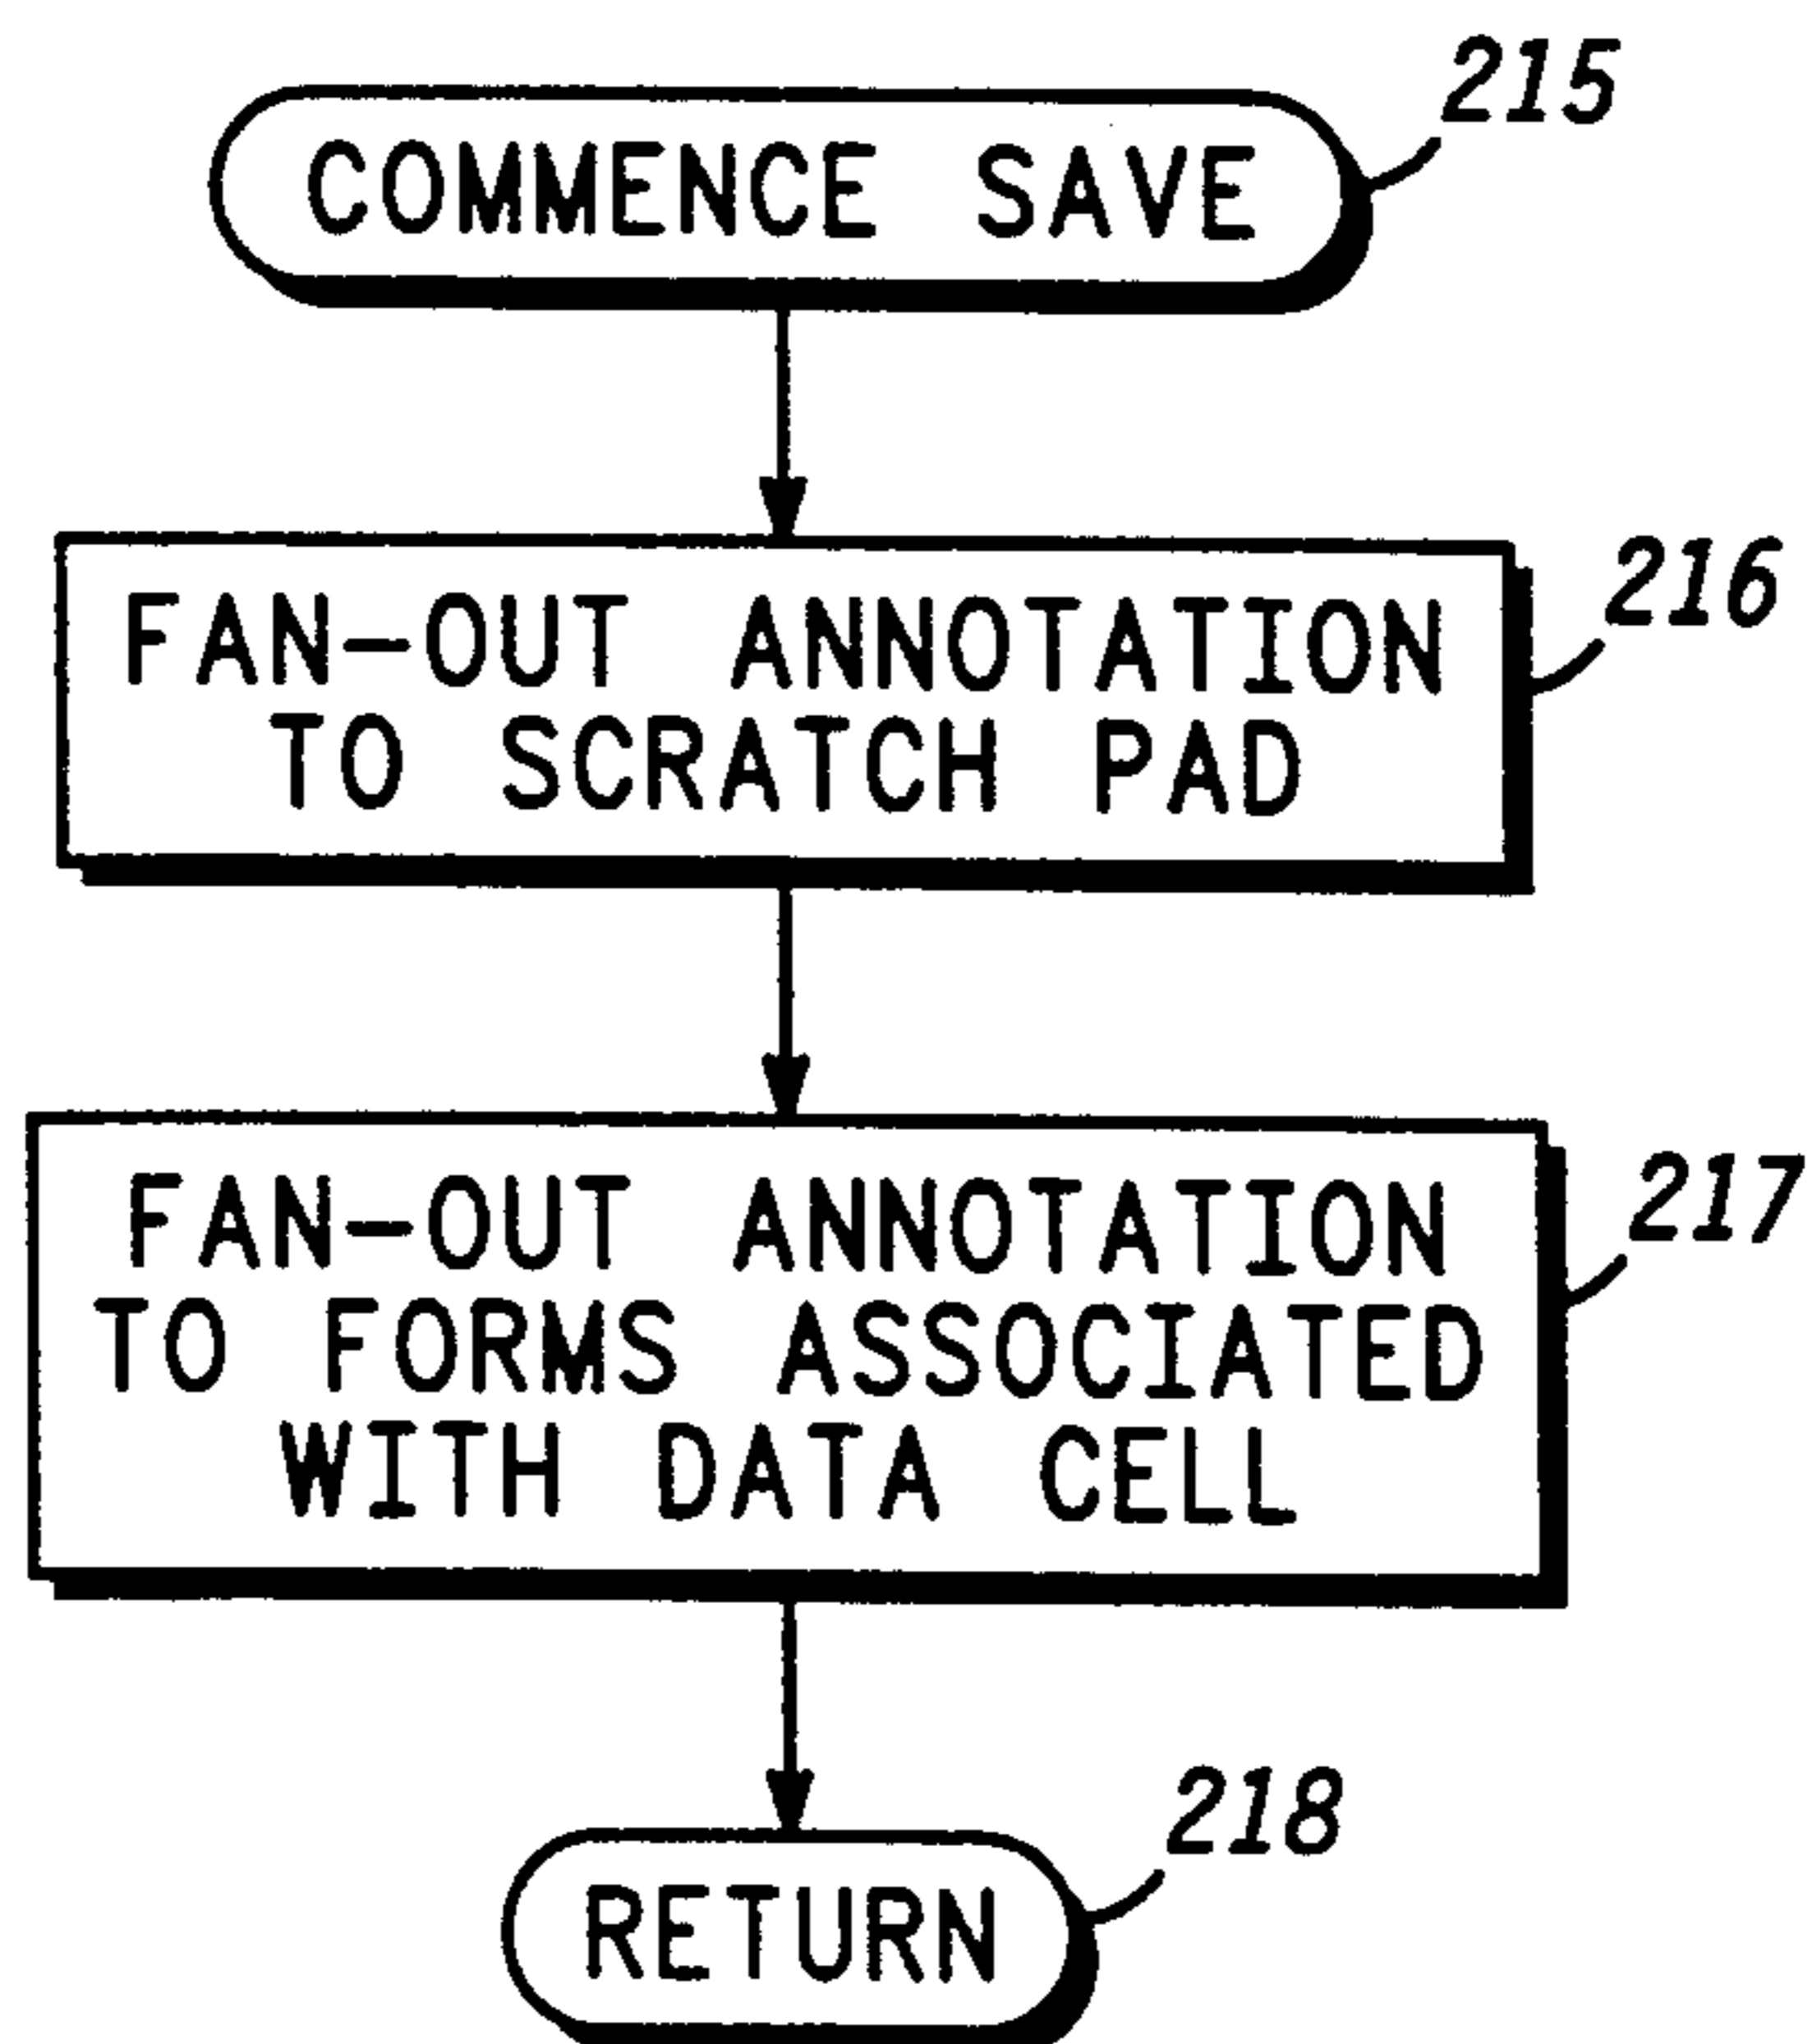 215
COMMENCE SAVE
216
FAN-OUT ANNOTATION
TO SCRATCH PAD
217
FAN-OUT ANNOTATION
TO FORMS ASSOCIATED
WITH DATA CELL
218
RETURN